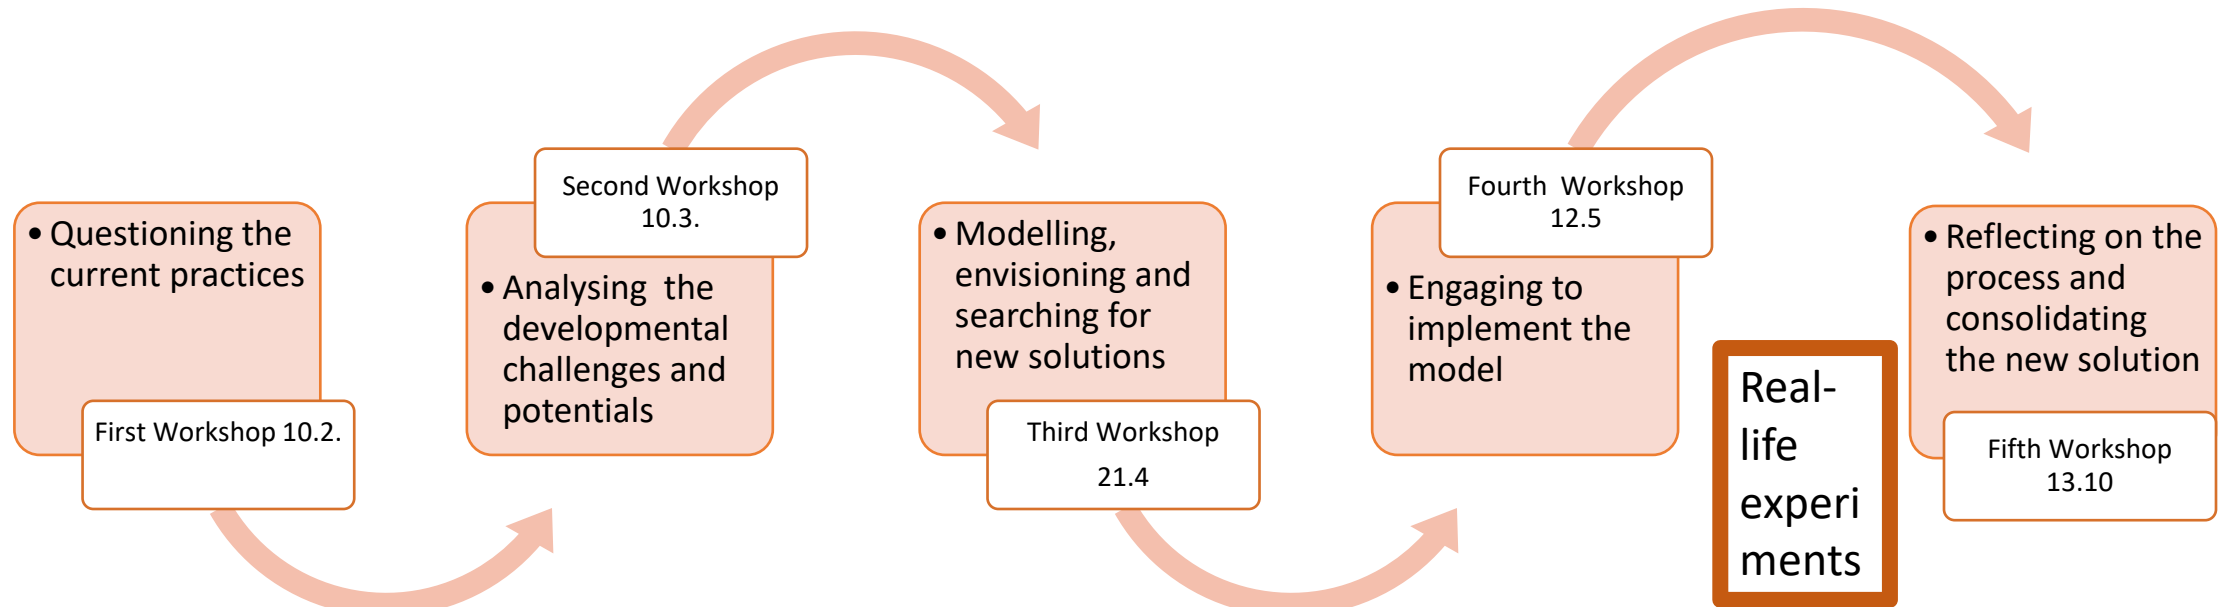 • Questioning the
current practices
First Workshop 10.2.
Second Workshop
10.3.
• Analysing  the
developmental
challenges and
potentials
• Modelling,
envisioning and
searching for
new solutions
Third Workshop
21.4
Fourth  Workshop
12.5
• Engaging to
implement the
model
Real-
life
experi
ments
• Reflecting on the
process and
consolidating
the new solution
Fifth Workshop
13.10